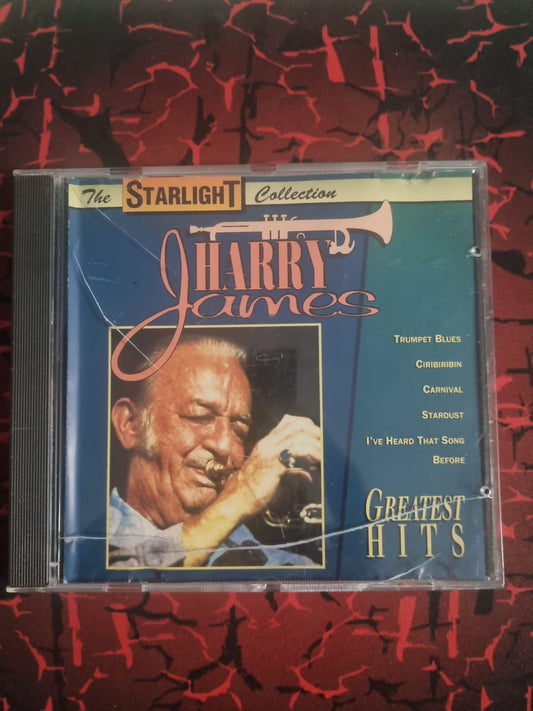 The STARLIGHT Collection
HARRY
James
TRUMPET BLUES
CIRIBIRIBIN
CARNIVAL
STARDUST
I'VE HEARD THAT SONG
BEFORE
GREATEST
HITS